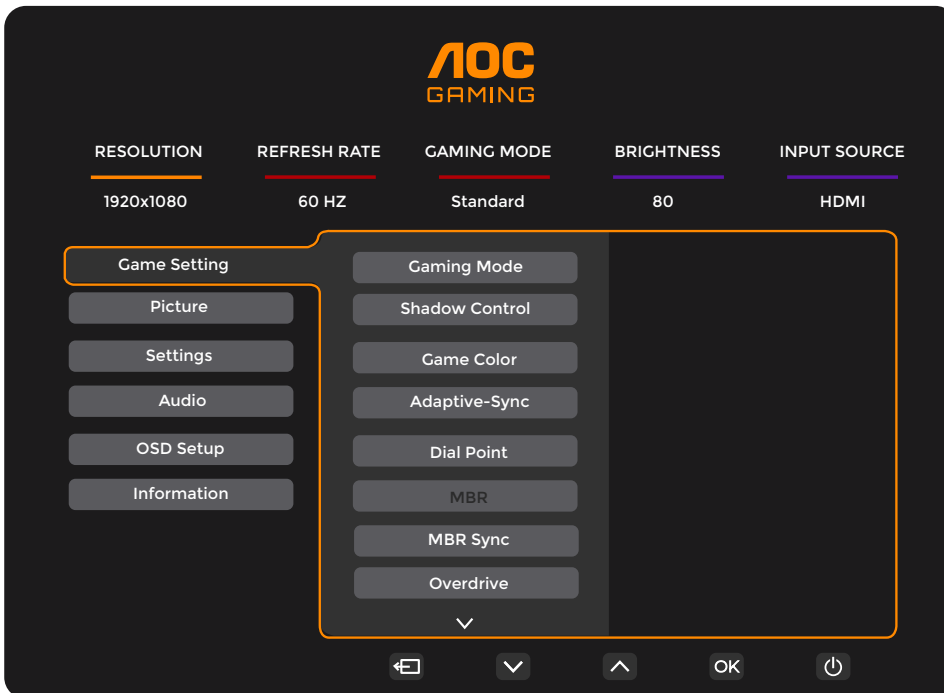 AOC
GAMING
RESOLUTION REFRESH RATE GAMING MODE BRIGHTNESS INPUT SOURCE
1920x1080 60 HZ Standard 80 HDMI
Game Setting
Picture
Settings
Audio
OSD Setup
Information
Gaming Mode
Shadow Control
Game Color
Adaptive-Sync
Dial Point
MBR
MBR Sync
Overdrive
OK